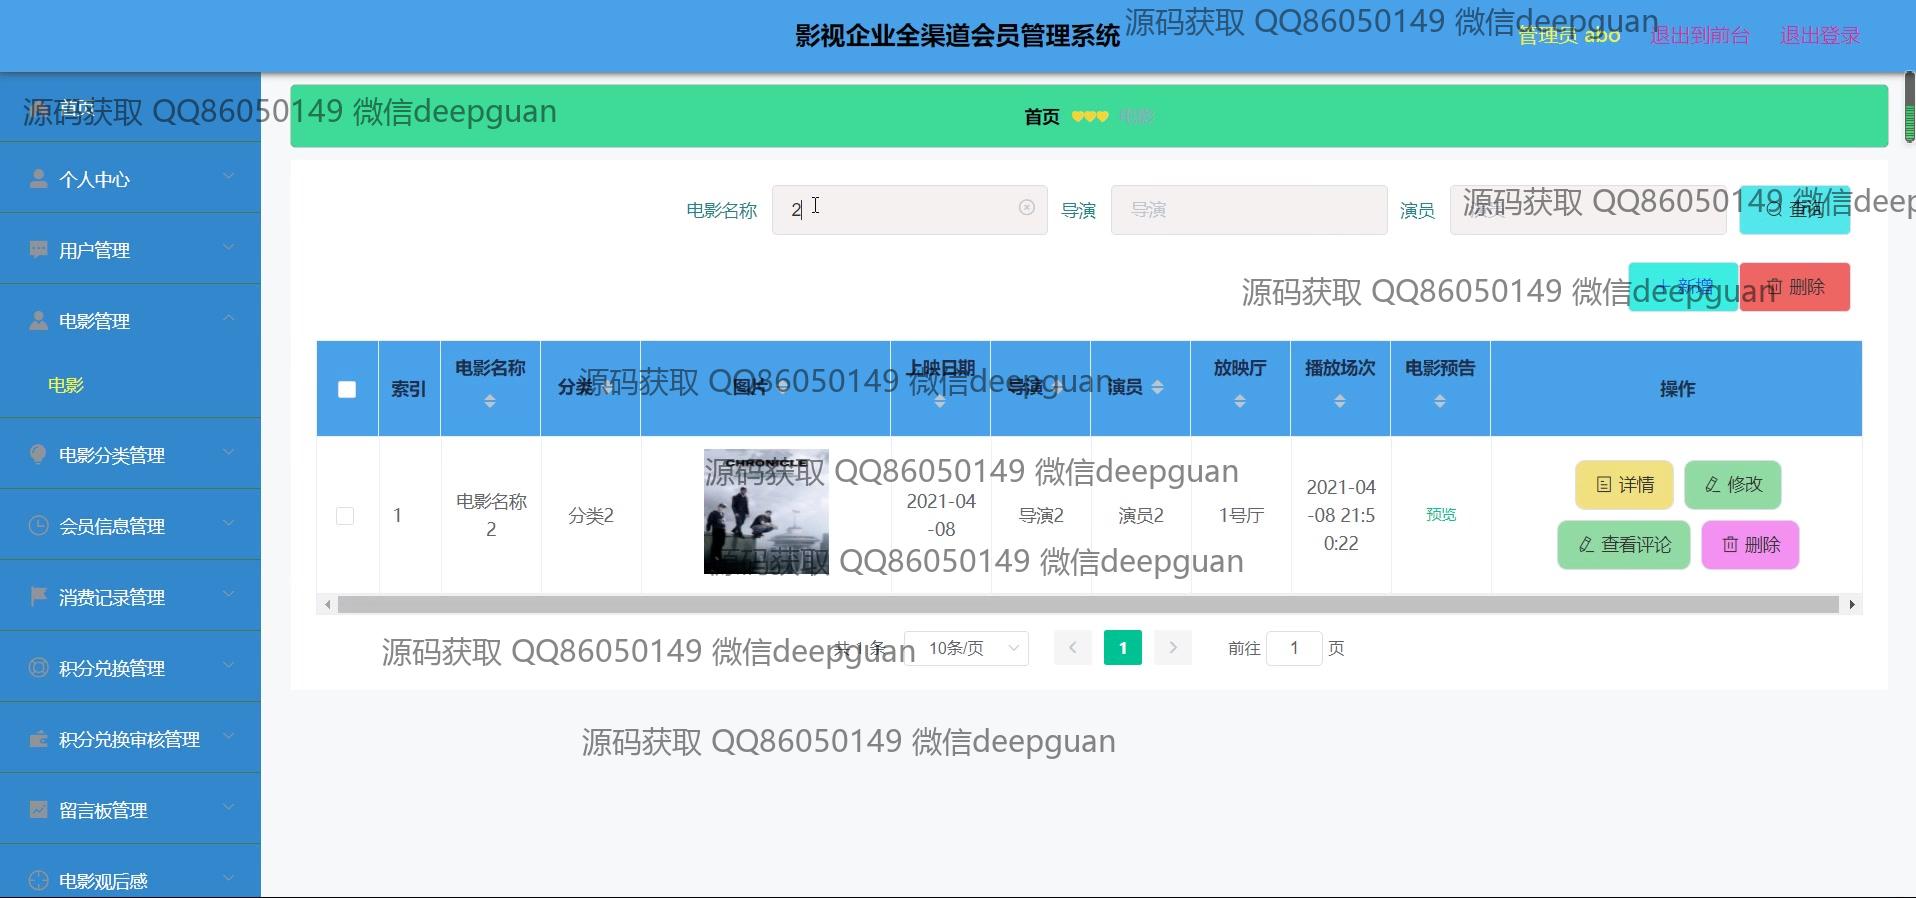 影视企业全渠道会员管理系统
源码获取 QQ86050149 微信deepguan
管理员 abo
退出到前台
退出登录
首页
源码获取 QQ86050149 微信deepguan
首页
电影
个人中心
用户管理
电影管理
电影
电影分类管理
会员信息管理
消费记录管理
积分兑换管理
积分兑换审核管理
留言板管理
电影观后感
电影名称
2
导演
导演
演员
源码获取 QQ86050149 微信deep
查询
源码获取 QQ86050149 微信deepguan
新增
删除
索引
电影名称
分类
图片
上映日期
导演
演员
放映厅
播放场次
电影预告
操作
源码获取 QQ86050149 微信deepguan
1
电影名称
2
分类2
CHRONICLE
源码获取 QQ86050149 微信deepguan
2021-04
-08
导演2
演员2
1号厅
2021-04
-08 21:5
0:22
预览
详情
修改
查看评论
删除
源码获取 QQ86050149 微信deepguan
源码获取 QQ86050149 微信deepguan
共 1 条
10条/页
1
前往
1
页
源码获取 QQ86050149 微信deepguan